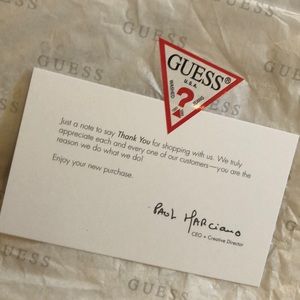 GUESS
GUESS
GUESS
U.S.A.
?
Just a note to say Thank You for shopping with us. We truly
appreciate each and every one of our customers—you are the
reason we do what we do!
Enjoy your new purchase.
PAUL MARCIANO
CEO + Creative Director
GUESS
GUESS